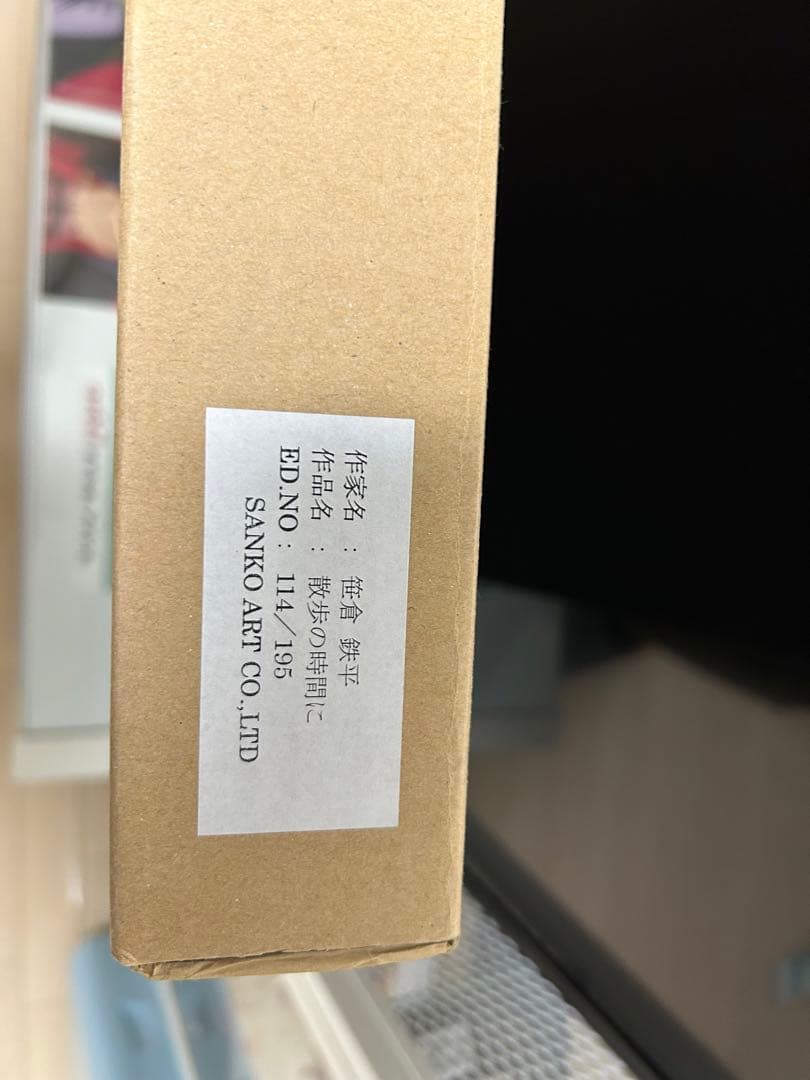 作家名 : 笹倉 鉄平
作品名 : 散歩の時間に
ED.NO : 114/195
SANKO ART CO.,LTD